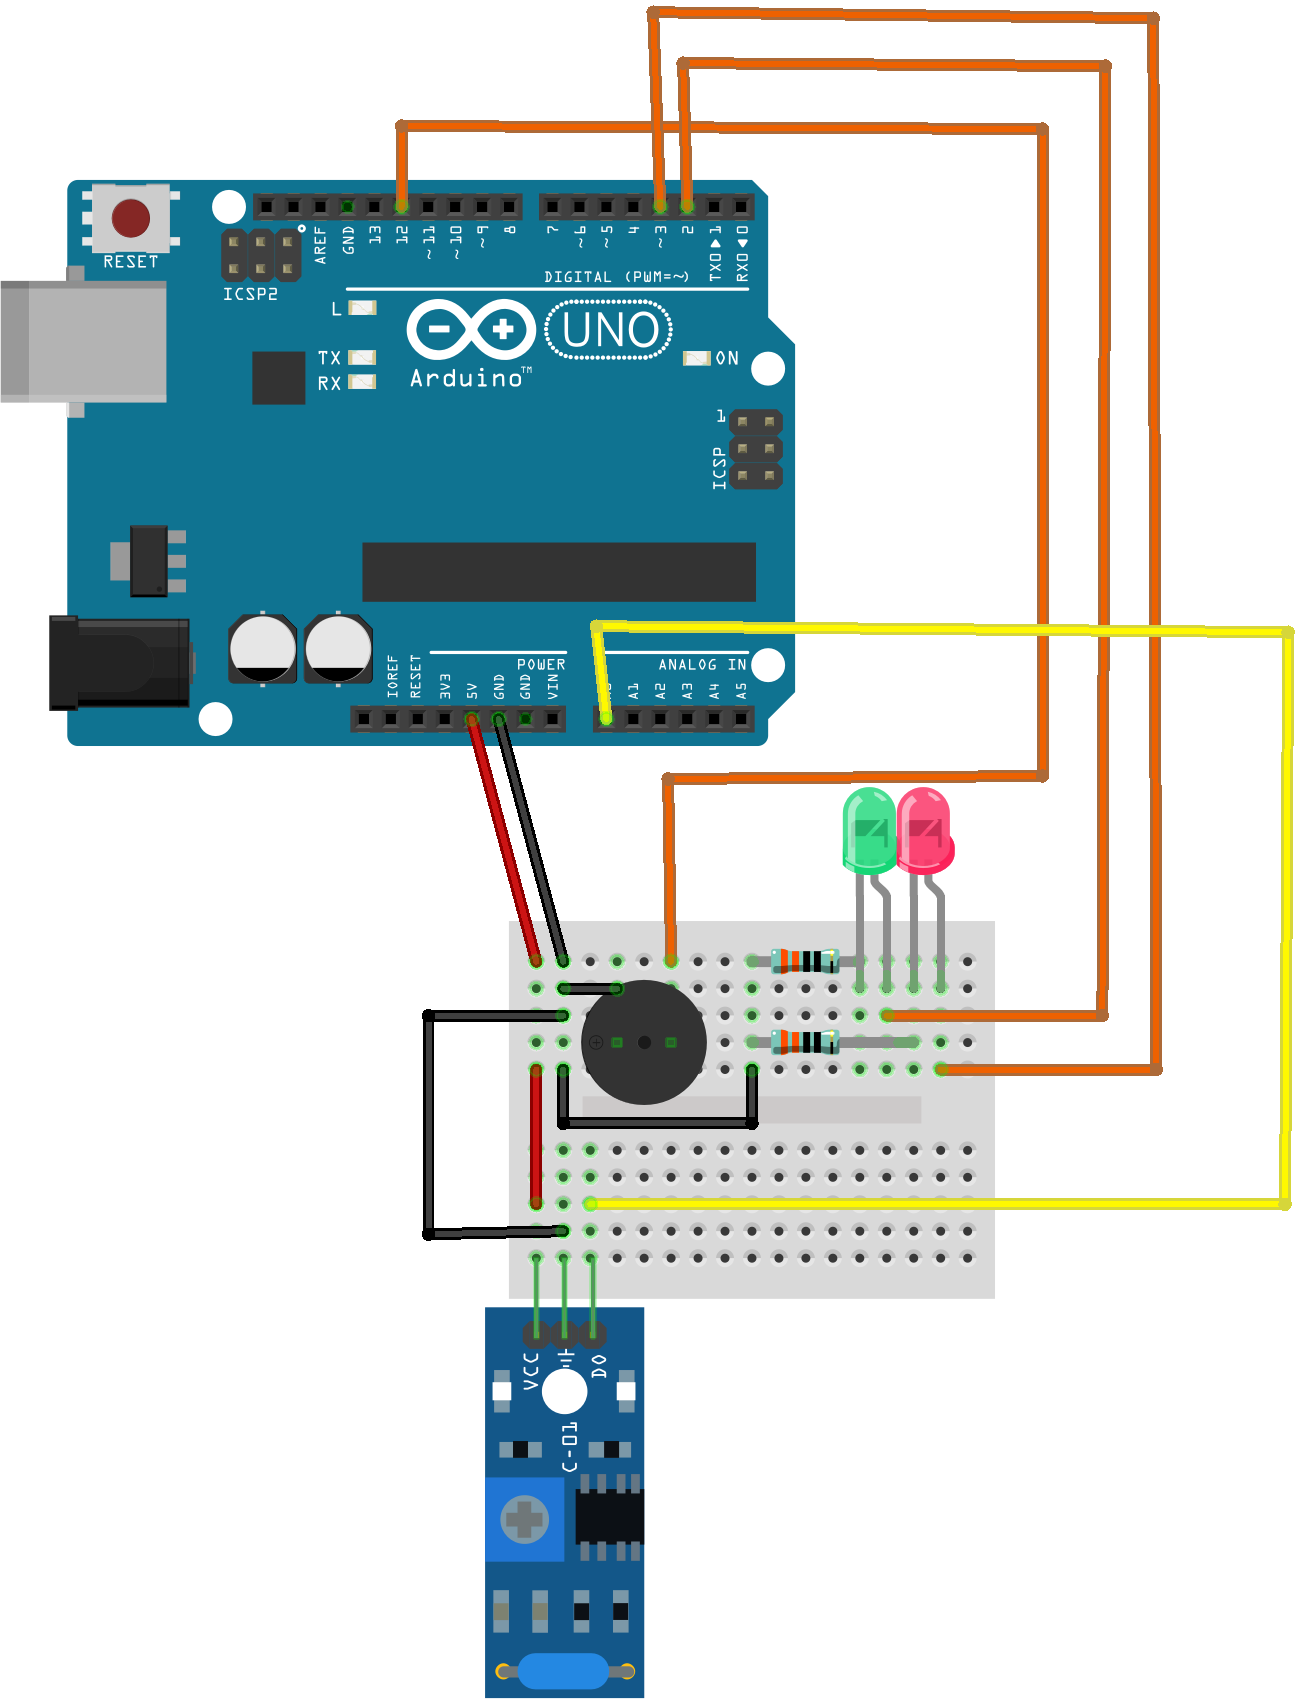 RESET
ICSP2
AREF
GND
13
12
~11
~10
~9
8
7
~6
~5
4
~3
2
TX0▶1
RX0◀0
DIGITAL (PWM=~)
L
TX
RX
UNO
Arduino™
ON
1
ICSP
IOREF
RESET
3V3
5V
GND
GND
VIN
POWER
ANALOG IN
A1
A2
A3
A4
A5
VCC
DO
C-01